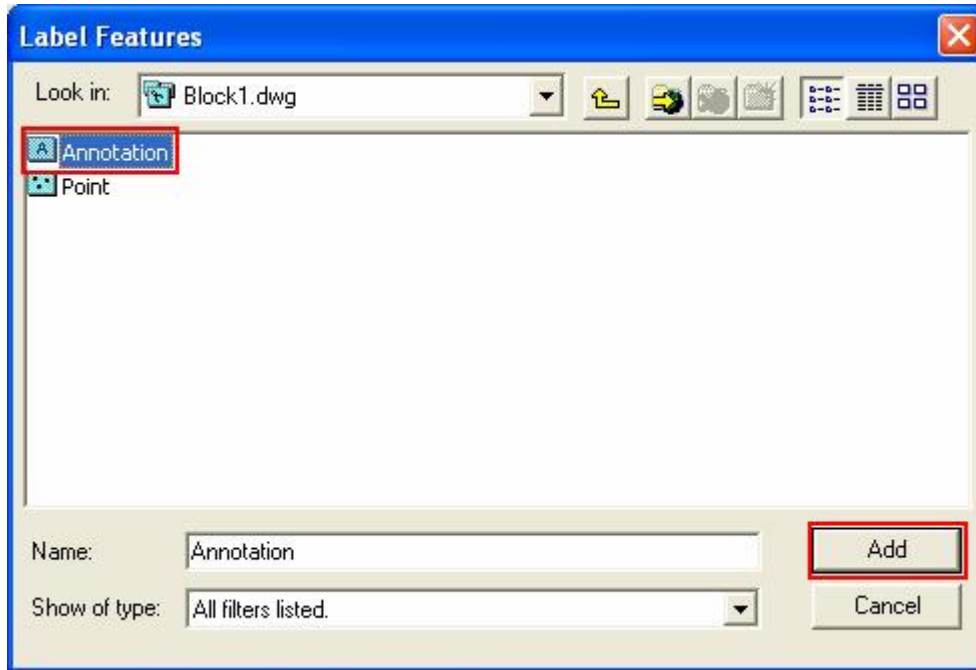 Label Features
Look in: Block1.dwg
Annotation
Point
Name: Annotation Add
Show of type: All filters listed. Cancel